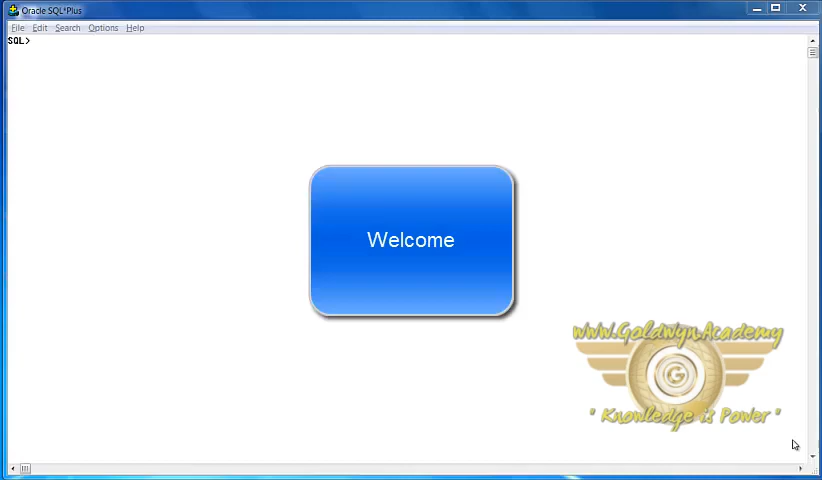 Oracle SQL*Plus
File Edit Search Options Help
SQL>
Welcome
www.GoldwynAcademy
G
" Knowledge is Power "